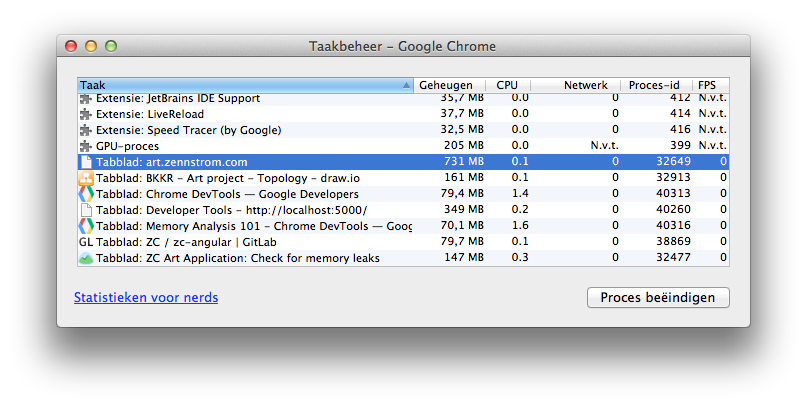 Taakbeheer – Google Chrome
Taak Geheugen CPU Netwerk Proces-id FPS
Extensie: JetBrains IDE Support 35,7 MB 0.0 0 412 N.v.t.
Extensie: LiveReload 37,7 MB 0.0 0 414 N.v.t.
Extensie: Speed Tracer (by Google) 32,5 MB 0.0 0 416 N.v.t.
GPU-proces 205 MB 0.0 N.v.t. 399 N.v.t.
Tabblad: art.zennstrom.com 731 MB 0.1 0 32649 0
Tabblad: BKKR – Art project – Topology – draw.io 161 MB 0.1 0 32913 0
Tabblad: Chrome DevTools — Google Developers 79,4 MB 1.4 0 40313 0
Tabblad: Developer Tools – http://localhost:5000/ 349 MB 0.2 0 40260 0
Tabblad: Memory Analysis 101 – Chrome DevTools — Goog 70,1 MB 1.6 0 40316 0
GL Tabblad: ZC / zc-angular | GitLab 79,7 MB 0.1 0 38869 0
Tabblad: ZC Art Application: Check for memory leaks 147 MB 0.3 0 32477 0
Statistieken voor nerds
Proces beëindigen